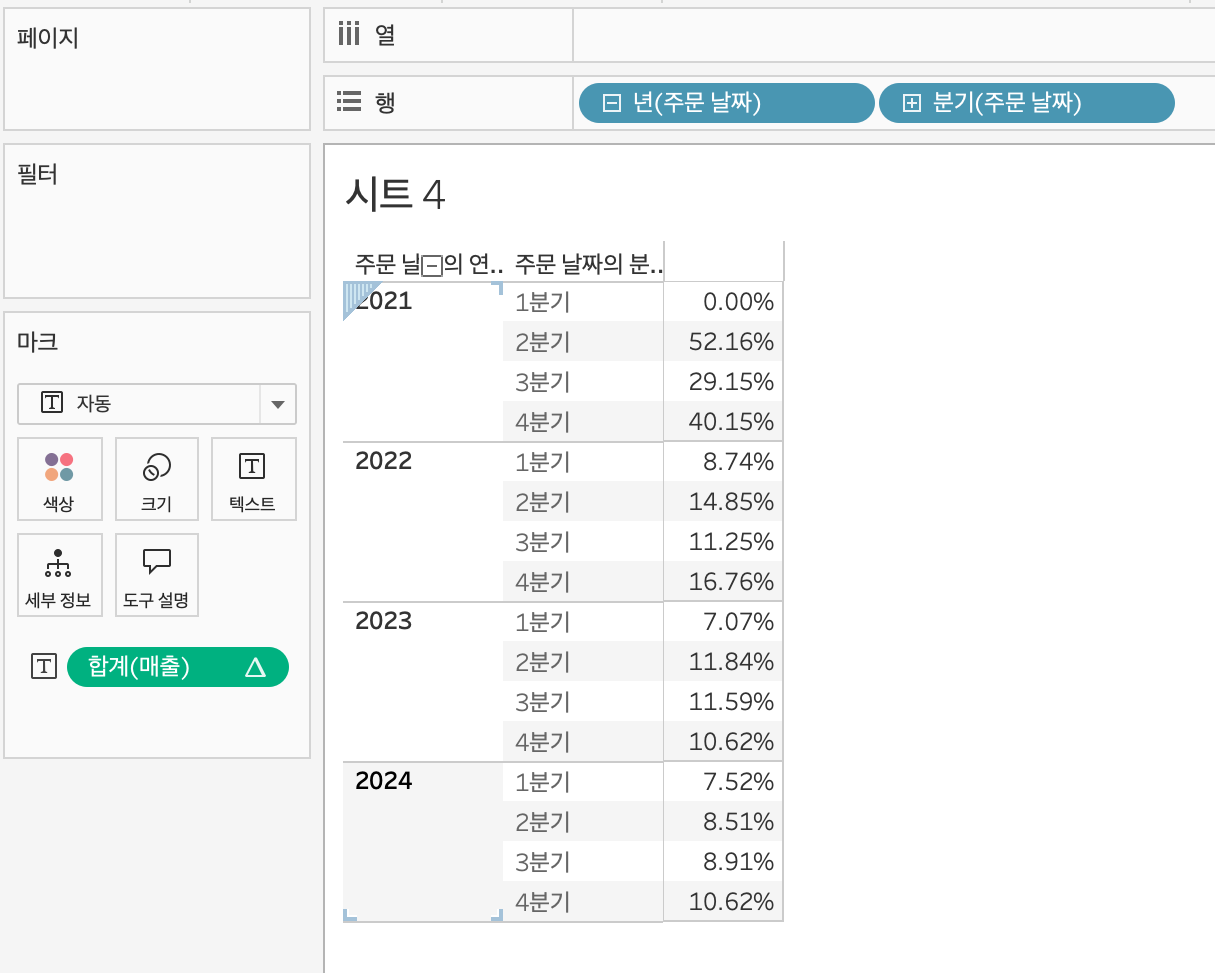 페이지
열
행 년(주문 날짜) 분기(주문 날짜)
필터
시트 4
주문 날의 연.. 주문 날짜의 분..
2021 1분기 0.00%
2분기 52.16%
3분기 29.15%
4분기 40.15%
2022 1분기 8.74%
2분기 14.85%
3분기 11.25%
4분기 16.76%
2023 1분기 7.07%
2분기 11.84%
3분기 11.59%
4분기 10.62%
2024 1분기 7.52%
2분기 8.51%
3분기 8.91%
4분기 10.62%
마크
T 자동
색상 크기 T 텍스트
세부 정보 도구 설명
T 합계(매출) Δ